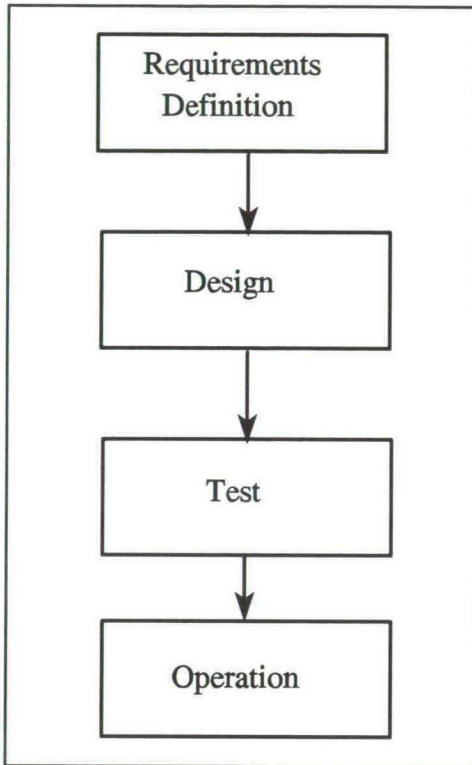 Requirements
Definition
Design
Test
Operation